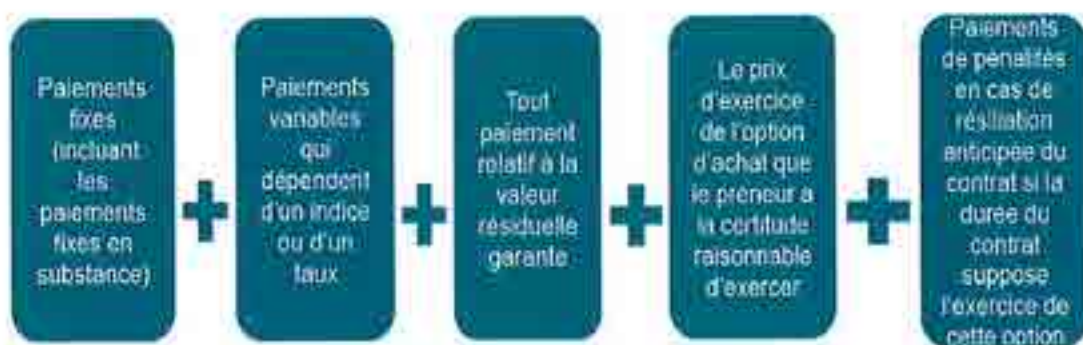 Paiements
fixes
(incluant
les
paiements
fixes en
substance)
Paiements
variables
qui
dépendent
d'un indice
ou d'un
taux
Tout
paiement
relatif à la
valeur
résiduelle
garante
Le prix
d'exercice
de l'option
d'achat que
le preneur a
la certitude
raisonnable
d'exercer
Paiements
de pénalités
en cas de
résiliation
anticipée du
contrat si la
durée du
contrat
suppose
l'exercice de
cette option